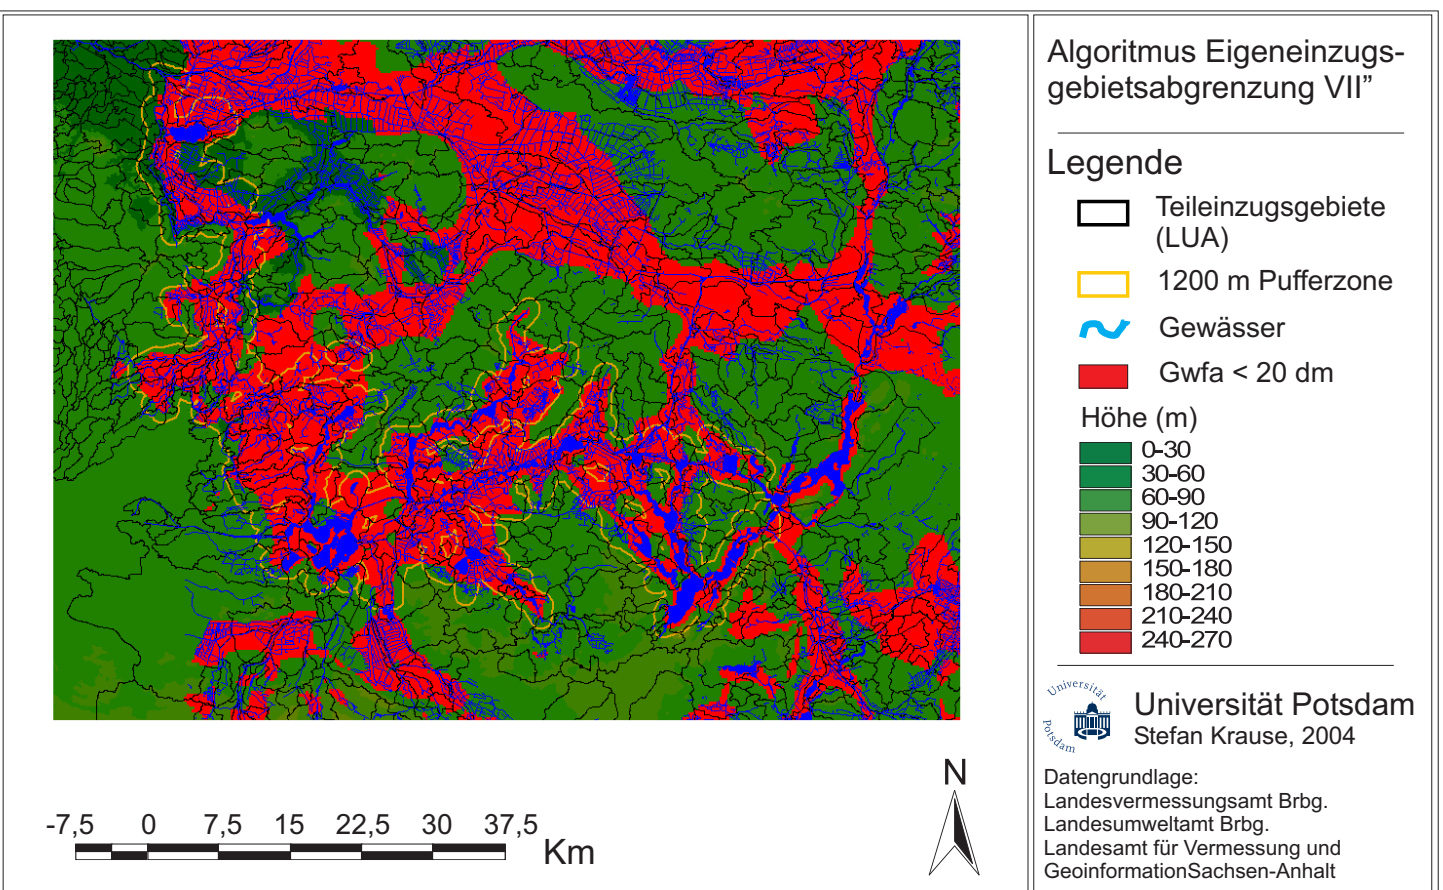 Algoritmus Eigeneinzugs-
gebietsabgrenzung VII”
Legende
Teileinzugsgebiete
(LUA)
1200 m Pufferzone
Gewässer
Gwfa < 20 dm
Höhe (m)
0-30
30-60
60-90
90-120
120-150
150-180
180-210
210-240
240-270
Universität
Potsdam
Universität Potsdam
Stefan Krause, 2004
Datengrundlage:
Landesvermessungsamt Brbg.
Landesumweltamt Brbg.
Landesamt für Vermessung und
GeoinformationSachsen-Anhalt
N
-7,5 0 7,5 15 22,5 30 37,5
Km